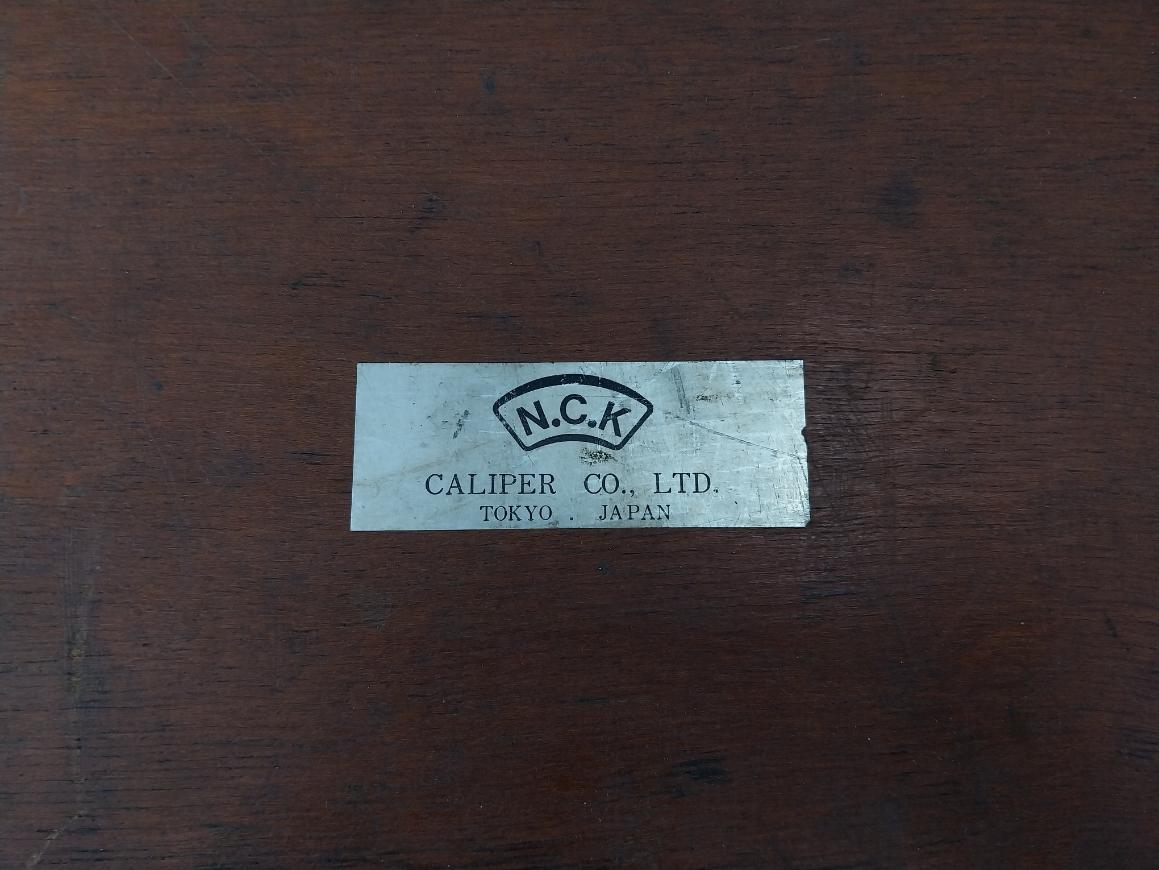 N.C.K
CALIPER CO., LTD.
TOKYO . JAPAN